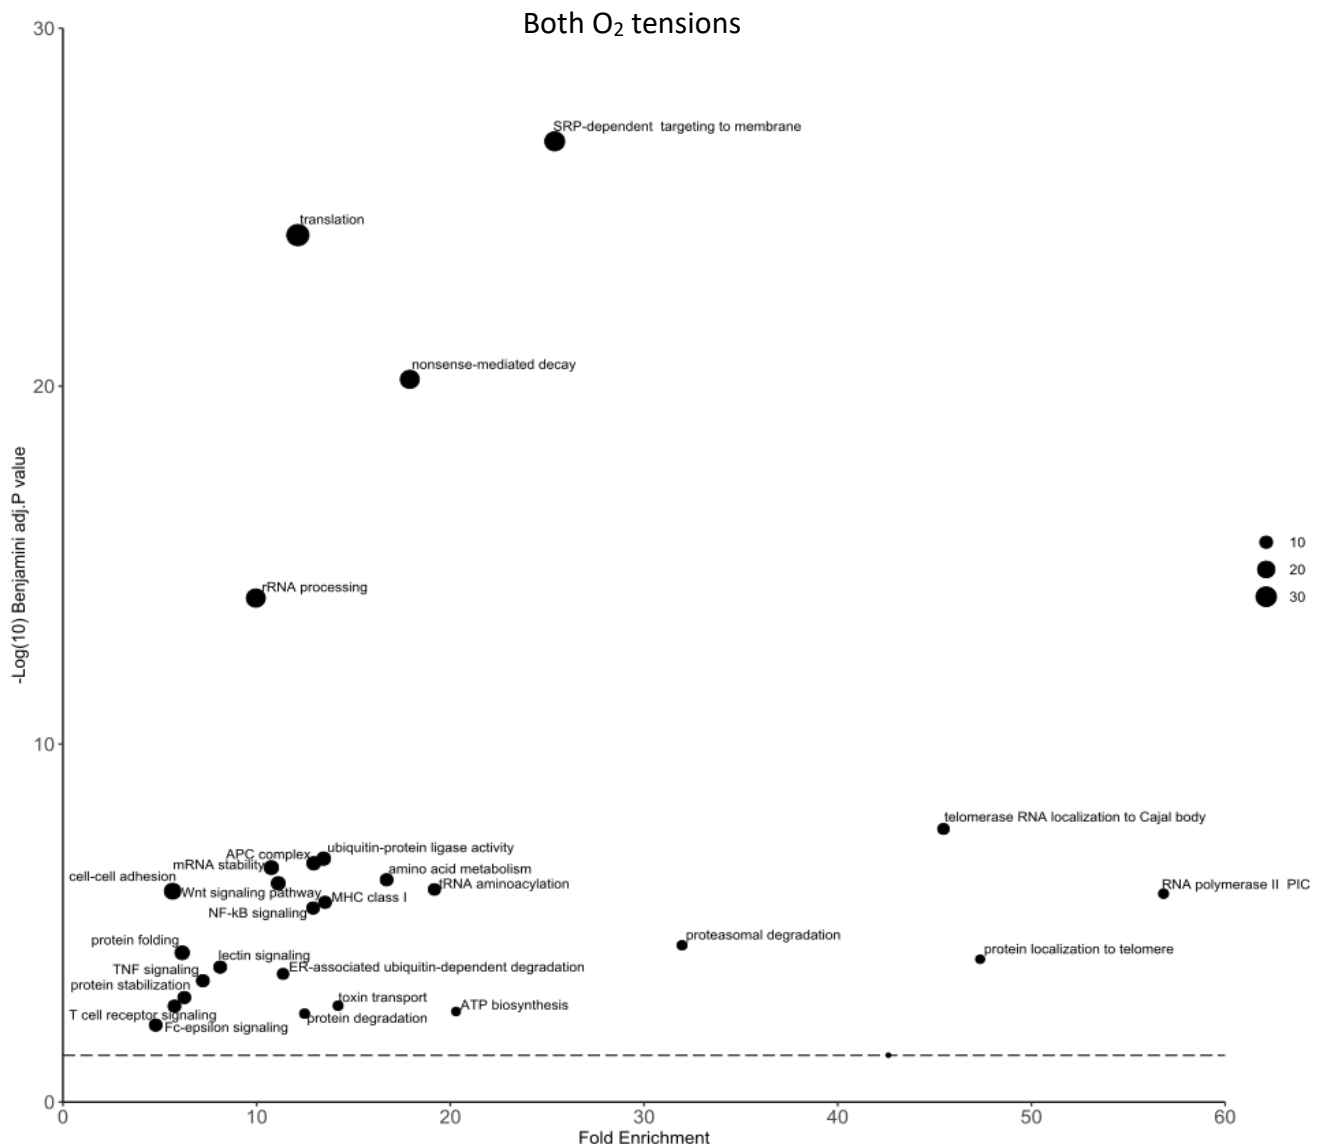 Both O₂ tensions
30
SRP-dependent targeting to membrane
translation
nonsense-mediated decay
20
-Log(10) Benjamini adj.P value
10
20
30
rRNA processing
10
telomerase RNA localization to Cajal body
ubiquitin-protein ligase activity
APC complex
mRNA stability
amino acid metabolism
cell-cell adhesion
tRNA aminoacylation
RNA polymerase II PIC
Wnt signaling pathway
MHC class I
NF-kB signaling
protein folding
proteasomal degradation
protein localization to telomere
lectin signaling
TNF signaling
ER-associated ubiquitin-dependent degradation
protein stabilization
toxin transport
ATP biosynthesis
T cell receptor signaling
protein degradation
Fc-epsilon signaling
0
0 10 20 30 40 50 60
Fold Enrichment